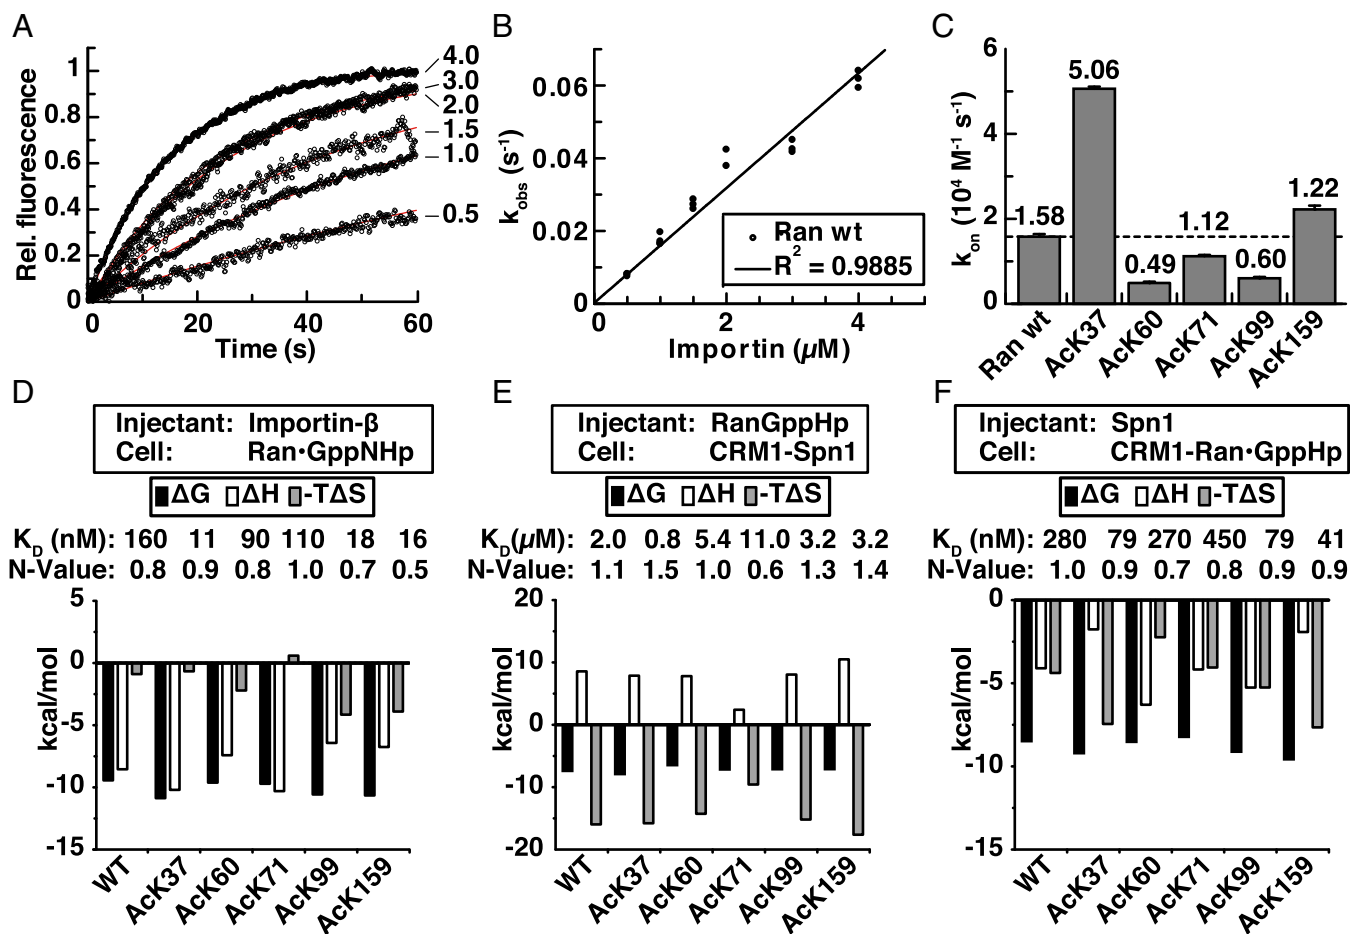 A
Rel. fluorescence
1
0.8
0.6
0.4
0.2
0
0 20 40 60
Time (s)
4.0
3.0
2.0
1.5
1.0
0.5
B
kobs (s-1)
0.06
0.04
0.02
0
0 2 4
Importin (µM)
Ran wt
R2 = 0.9885
C
kon (104 M-1 s-1)
6
4
2
0
1.58
5.06
0.49
1.12
0.60
1.22
Ran wt AcK37 AcK60 AcK71 AcK99 AcK159
D
Injectant: Importin-β
Cell: Ran•GppNHp
ΔG ΔH -TΔS
KD (nM): 160 11 90 110 18 16
N-Value: 0.8 0.9 0.8 1.0 0.7 0.5
kcal/mol
5
0
-5
-10
-15
WT AcK37 AcK60 AcK71 AcK99 AcK159
E
Injectant: RanGppHp
Cell: CRM1-Spn1
ΔG ΔH -TΔS
KD(µM): 2.0 0.8 5.4 11.0 3.2 3.2
N-Value: 1.1 1.5 1.0 0.6 1.3 1.4
kcal/mol
20
10
0
-10
-20
WT AcK37 AcK60 AcK71 AcK99 AcK159
F
Injectant: Spn1
Cell: CRM1-Ran•GppHp
ΔG ΔH -TΔS
KD (nM): 280 79 270 450 79 41
N-Value: 1.0 0.9 0.7 0.8 0.9 0.9
kcal/mol
0
-5
-10
-15
WT AcK37 AcK60 AcK71 AcK99 AcK159